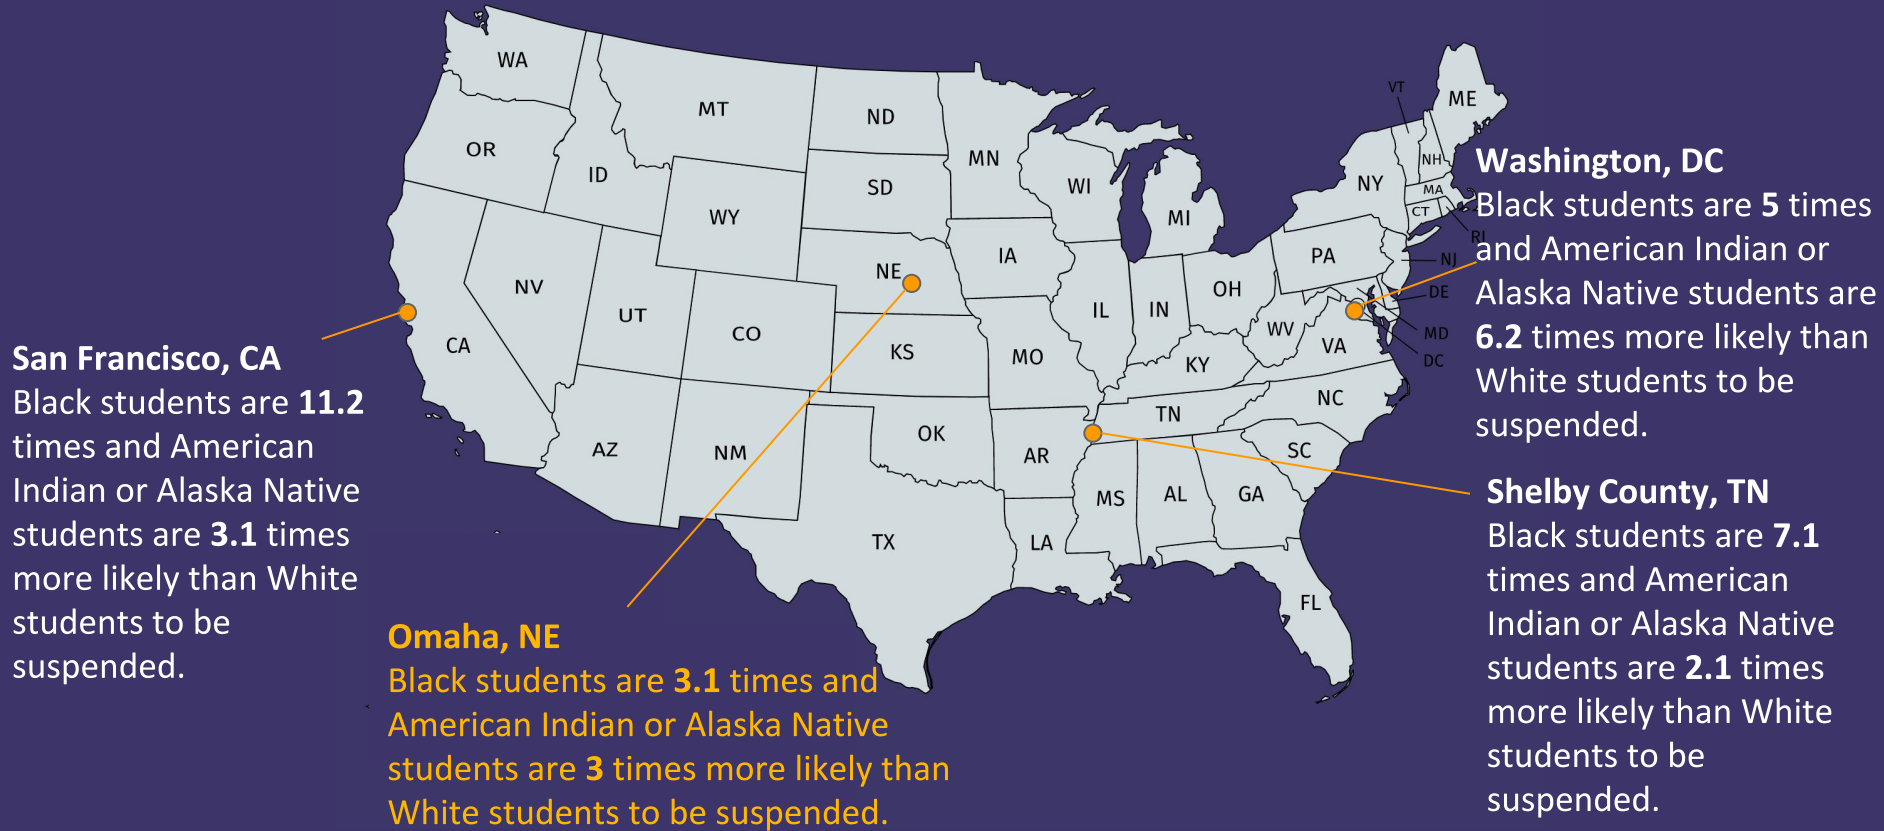 WA
MT
ND
MN
OR
ID
SD
WI
WY
MI
NY
VT
NH
ME
MA
CT
RI
NE
IA
PA
NJ
NV
UT
CO
IL
IN
OH
DE
MD
DC
WV
VA
CA
KS
MO
KY
NC
AZ
NM
OK
AR
TN
SC
TX
LA
MS
AL
GA
FL
San Francisco, CA
Black students are 11.2
times and American
Indian or Alaska Native
students are 3.1 times
more likely than White
students to be
suspended.
Omaha, NE
Black students are 3.1 times and
American Indian or Alaska Native
students are 3 times more likely than
White students to be suspended.
Washington, DC
Black students are 5 times
and American Indian or
Alaska Native students are
6.2 times more likely than
White students to be
suspended.
Shelby County, TN
Black students are 7.1
times and American
Indian or Alaska Native
students are 2.1 times
more likely than White
students to be
suspended.